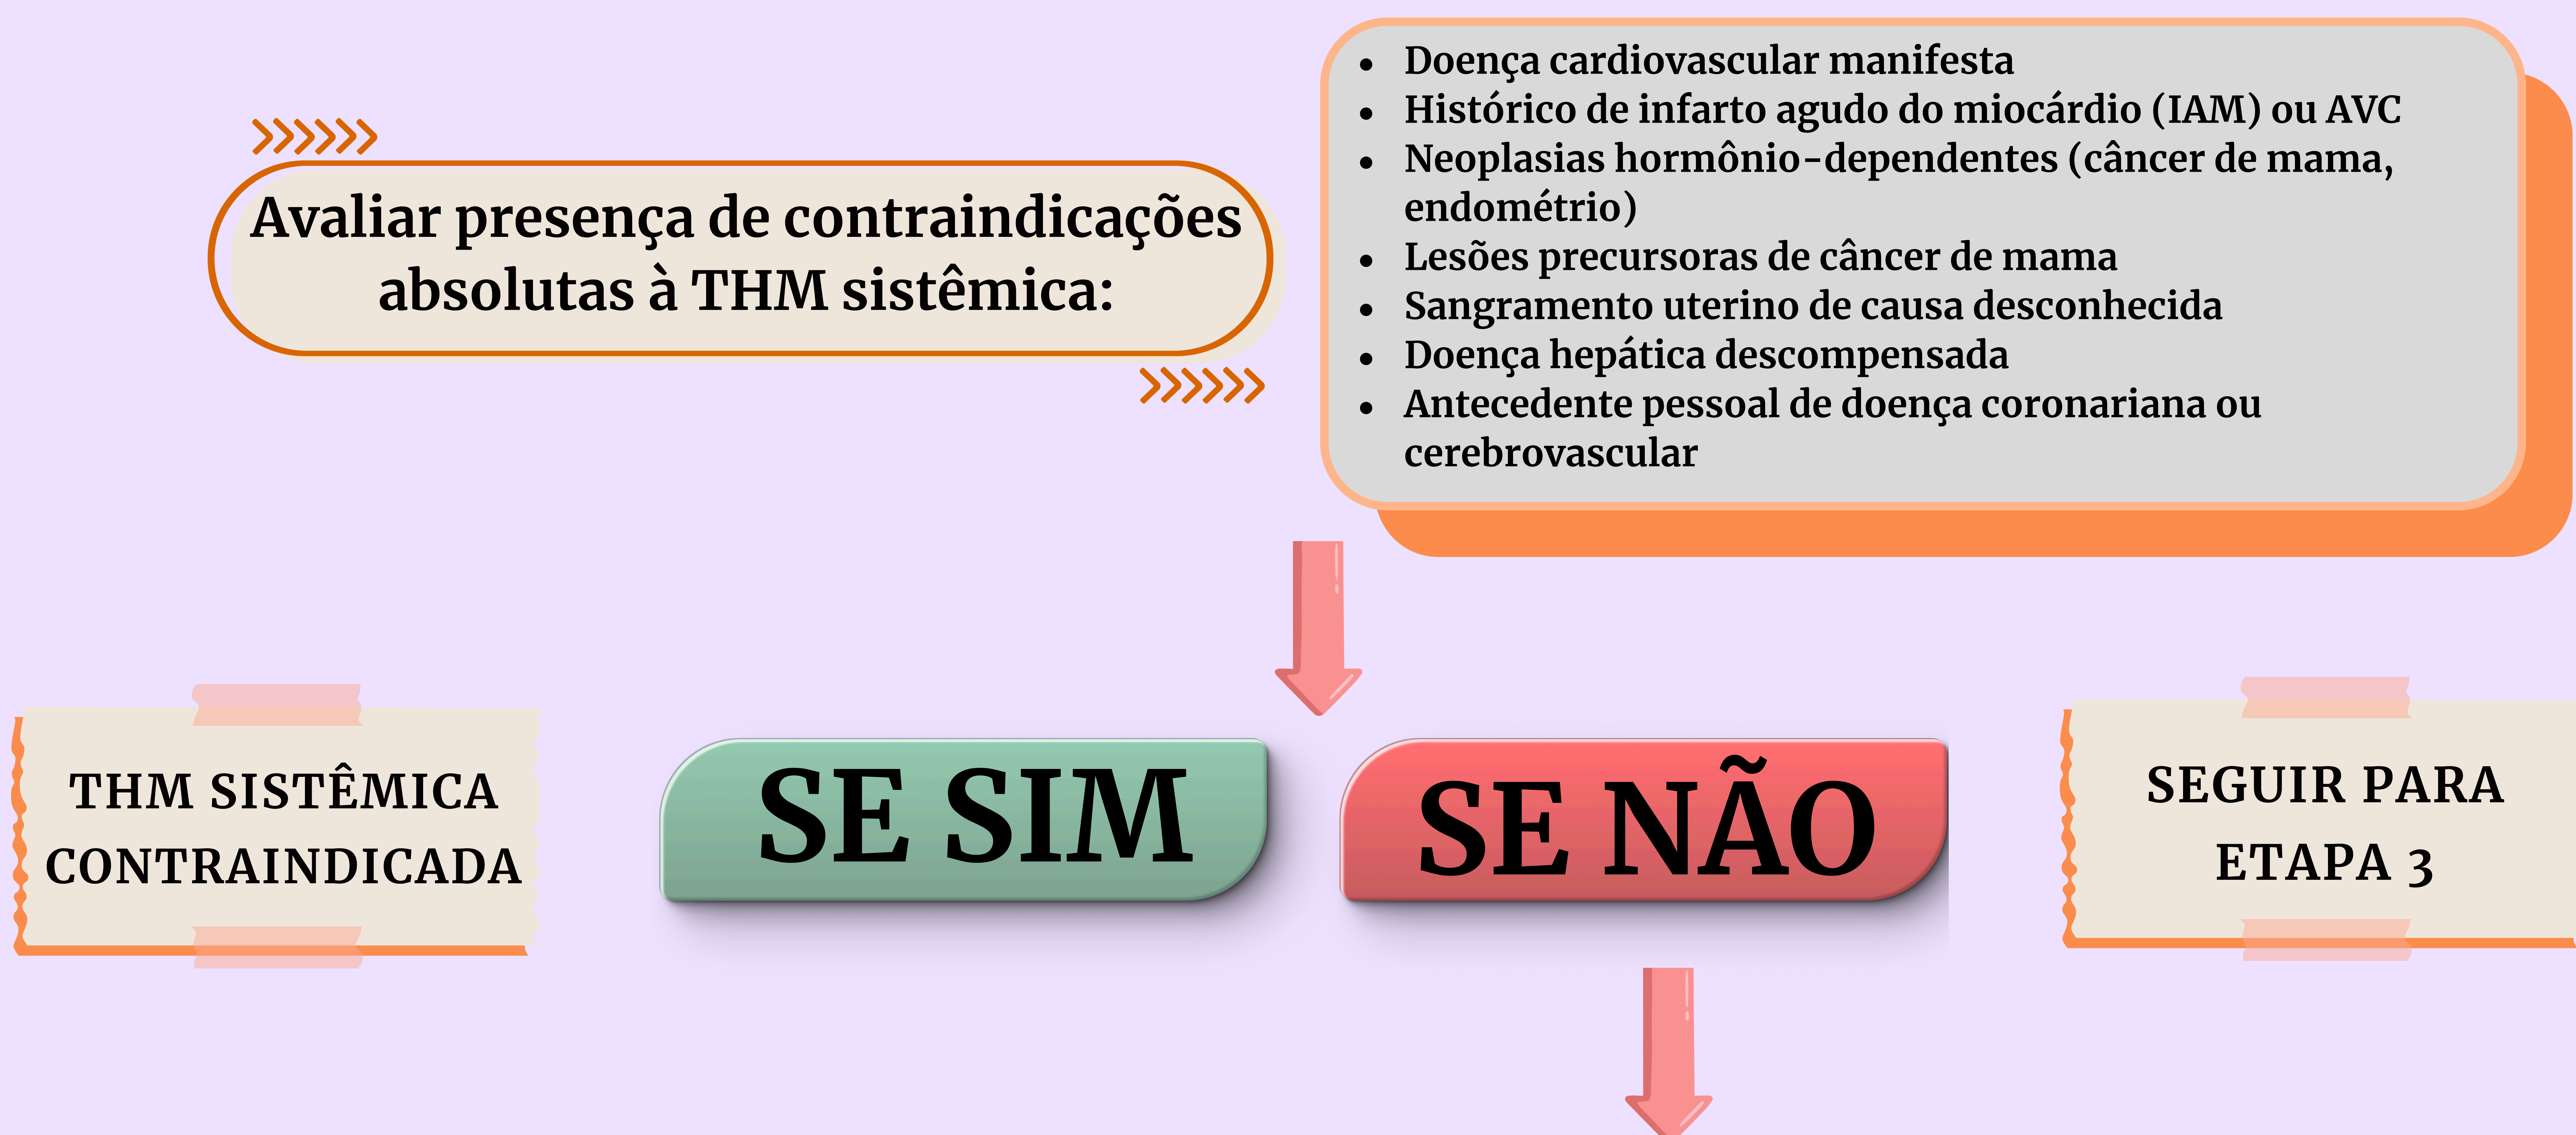 Avaliar presença de contraindicações
absolutas à THM sistêmica:
• Doença cardiovascular manifesta
• Histórico de infarto agudo do miocárdio (IAM) ou AVC
• Neoplasias hormônio-dependentes (câncer de mama,
endométrio)
• Lesões precursoras de câncer de mama
• Sangramento uterino de causa desconhecida
• Doença hepática descompensada
• Antecedente pessoal de doença coronariana ou
cerebrovascular
THM SISTÊMICA
CONTRAINDICADA
SE SIM
SE NÃO
SEGUIR PARA
ETAPA 3